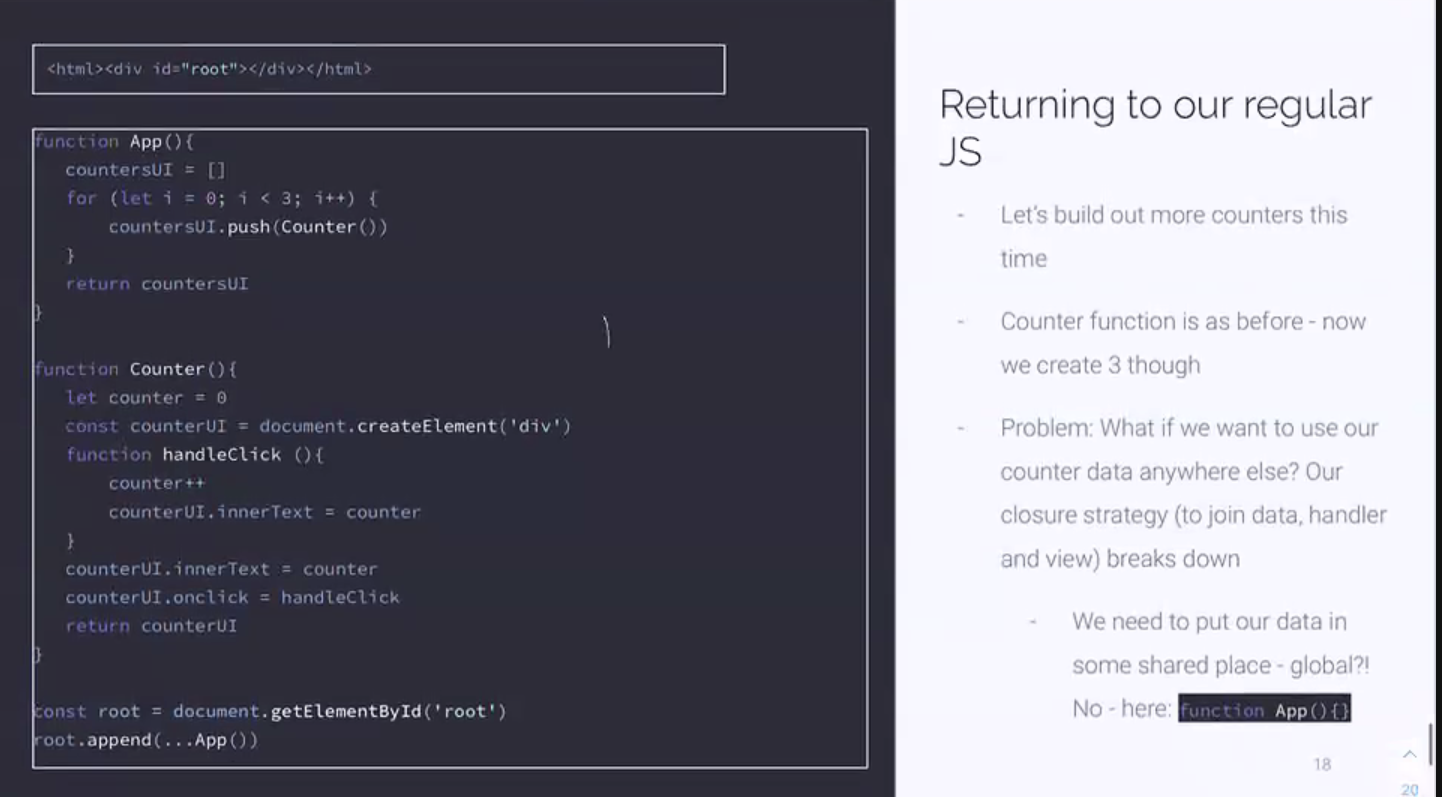 <html><div id="root"></div></html>
function App(){
countersUI = []
for (let i = 0; i < 3; i++) {
countersUI.push(Counter())
}
return countersUI
}
function Counter(){
let counter = 0
const counterUI = document.createElement('div')
function handleClick (){
counter++
counterUI.innerText = counter
}
counterUI.innerText = counter
counterUI.onclick = handleClick
return counterUI
}
const root = document.getElementById('root')
root.append(...App())
Returning to our regular
JS
- Let's build out more counters this
time
- Counter function is as before - now
we create 3 though
- Problem: What if we want to use our
counter data anywhere else? Our
closure strategy (to join data, handler
and view) breaks down
- We need to put our data in
some shared place - global?!
No - here: function App(){}
18
20